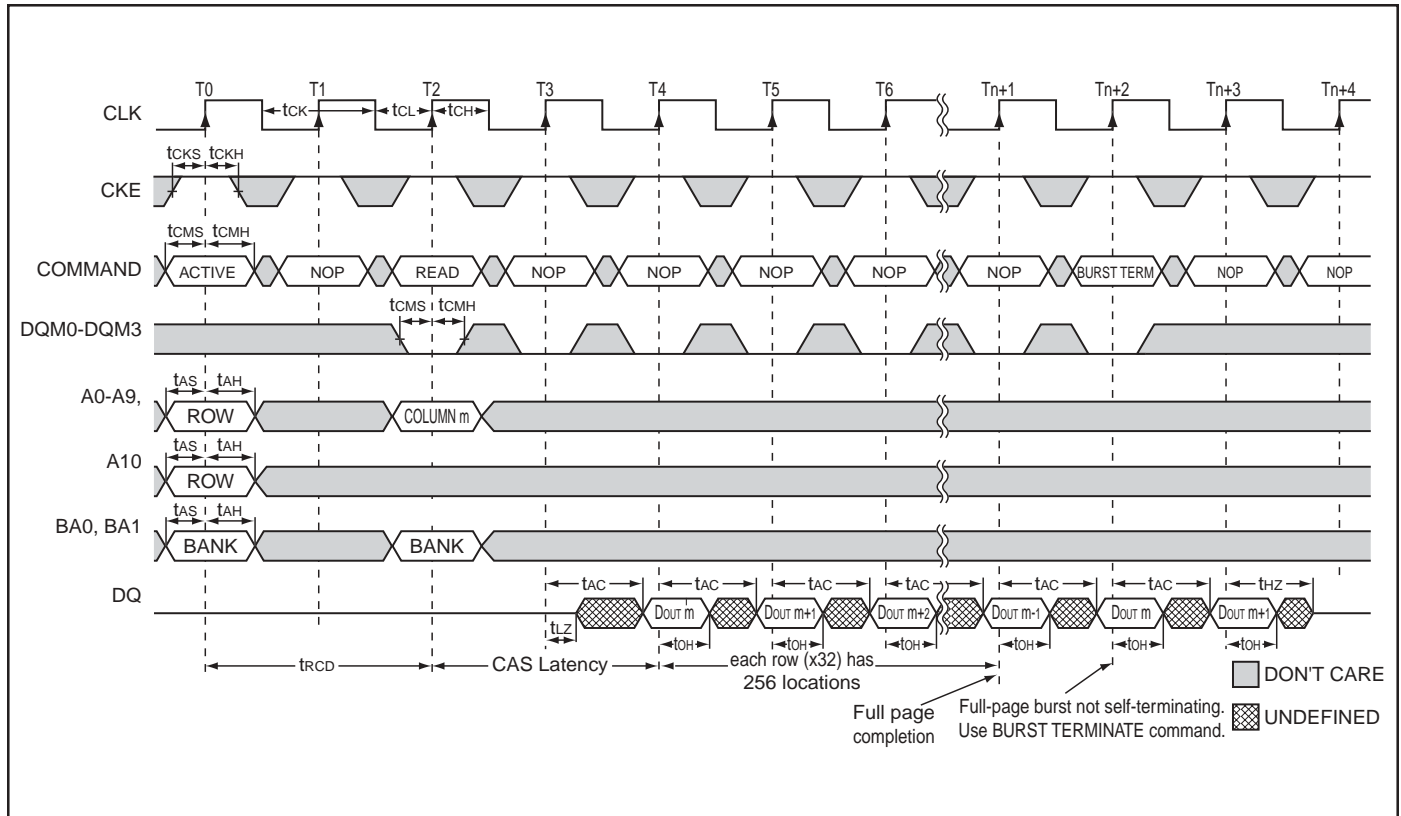 T0 T1 T2 T3 T4 T5 T6 Tn+1 Tn+2 Tn+3 Tn+4
CLK
tCK tCL tCH
tCKS tCKH
CKE
tCMS tCMH
COMMAND ACTIVE NOP READ NOP NOP NOP NOP NOP BURST TERM NOP NOP
tCMS tCMH
DQM0-DQM3
tAS tAH
A0-A9, ROW COLUMN m
tAS tAH
A10 ROW
tAS tAH
BA0, BA1 BANK BANK
tAC tAC tAC tAC tAC tAC tHZ
DQ DOUT m DOUT m+1 DOUT m+2 DOUT m-1 DOUT m DOUT m+1
tLZ tOH tOH tOH tOH tOH tOH
tRCD CAS Latency each row (x32) has
256 locations
DON'T CARE
UNDEFINED
Full page
completion
Full-page burst not self-terminating.
Use BURST TERMINATE command.